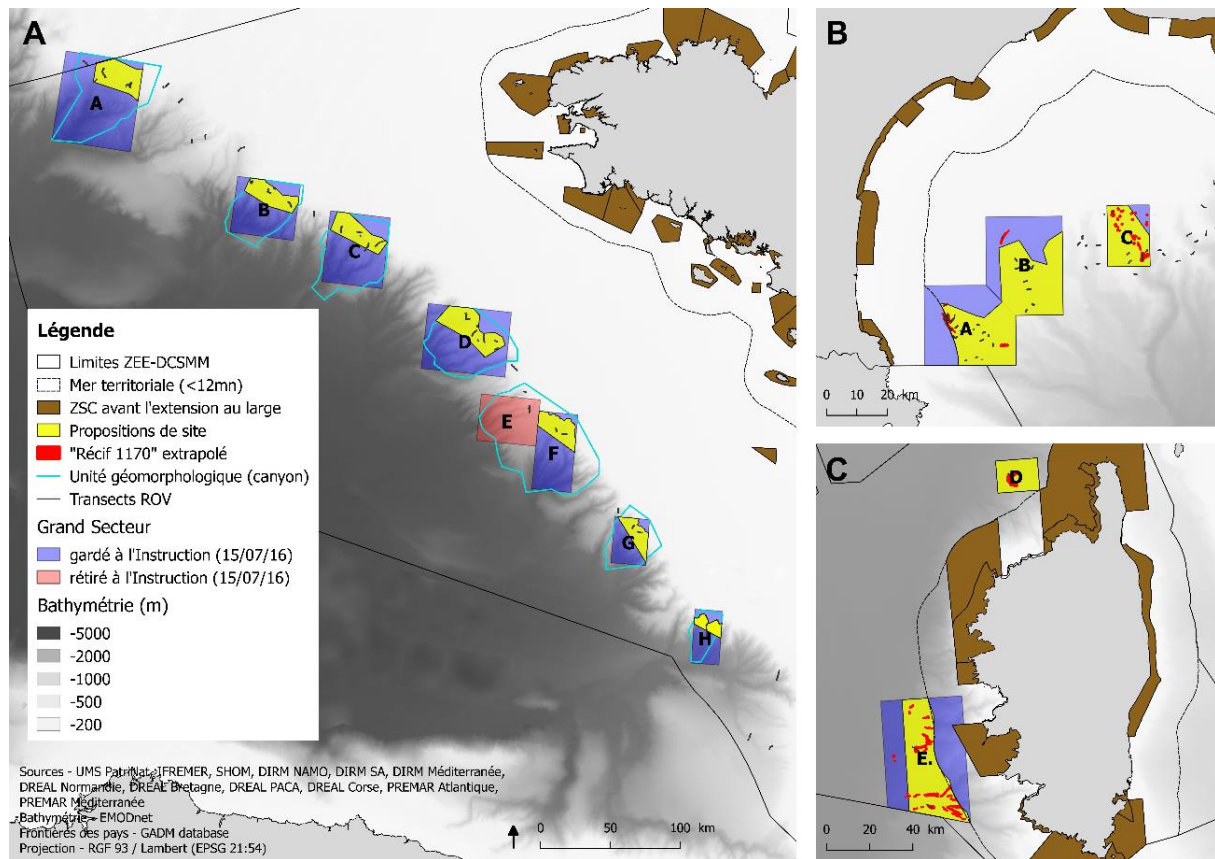 A
A
B
C
D
E
F
G
H
Légende
Limites ZEE-DCSMM
Mer territoriale (<12mn)
ZSC avant l'extension au large
Propositions de site
"Récif 1170" extrapolé
Unité géomorphologique (canyon)
Transects ROV
Grand Secteur
gardé à l'Instruction (15/07/16)
rétiré à l'Instruction (15/07/16)
Bathymétrie (m)
-5000
-2000
-1000
-500
-200
Sources - UMS PatriNat, IFREMER, SHOM, DIRM NAMO, DIRM SA, DIRM Méditerranée,
DREAL Normandie, DREAL Bretagne, DREAL PACA, DREAL Corse, PREMAR Atlantique,
PREMAR Méditerranée
Bathymétrie - EMODnet
Frontières des pays - GADM database
Projection - RGF 93 / Lambert (EPSG 21:54)
0 50 100 km
B
A
B
C
0 10 20 km
C
D
E.
0 20 40 km